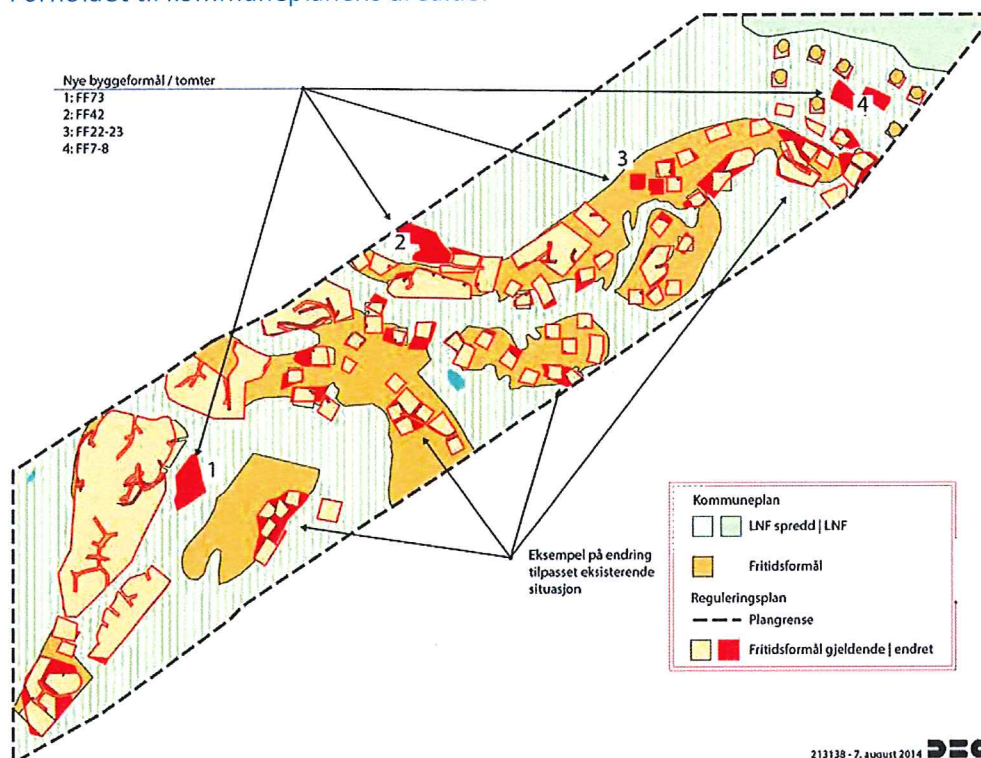 Nye byggeformål / tomter
1: FF73
2: FF42
3: FF22-23
4: FF7-8
4
3
2
1
Eksempel på endring
tilpasset eksisterende
situasjon
Kommuneplan
LNF spredd | LNF
Fritidsformål
Reguleringsplan
Plangrense
Fritidsformål gjeldende | endret
213138 - 7. august 2014